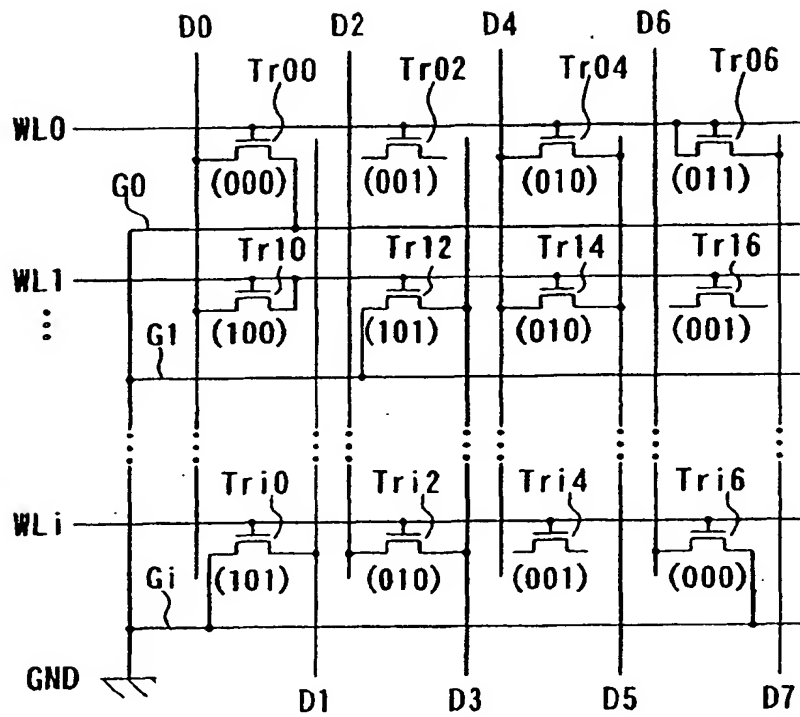 D0 D2 D4 D6
Tr00 Tr02 Tr04 Tr06
WL0
(000) (001) (010) (011)
G0
Tr10 Tr12 Tr14 Tr16
WL1
(100) (101) (010) (001)
G1
Tri0 Tri2 Tri4 Tri6
WLi
(101) (010) (001) (000)
Gi
GND
D1 D3 D5 D7